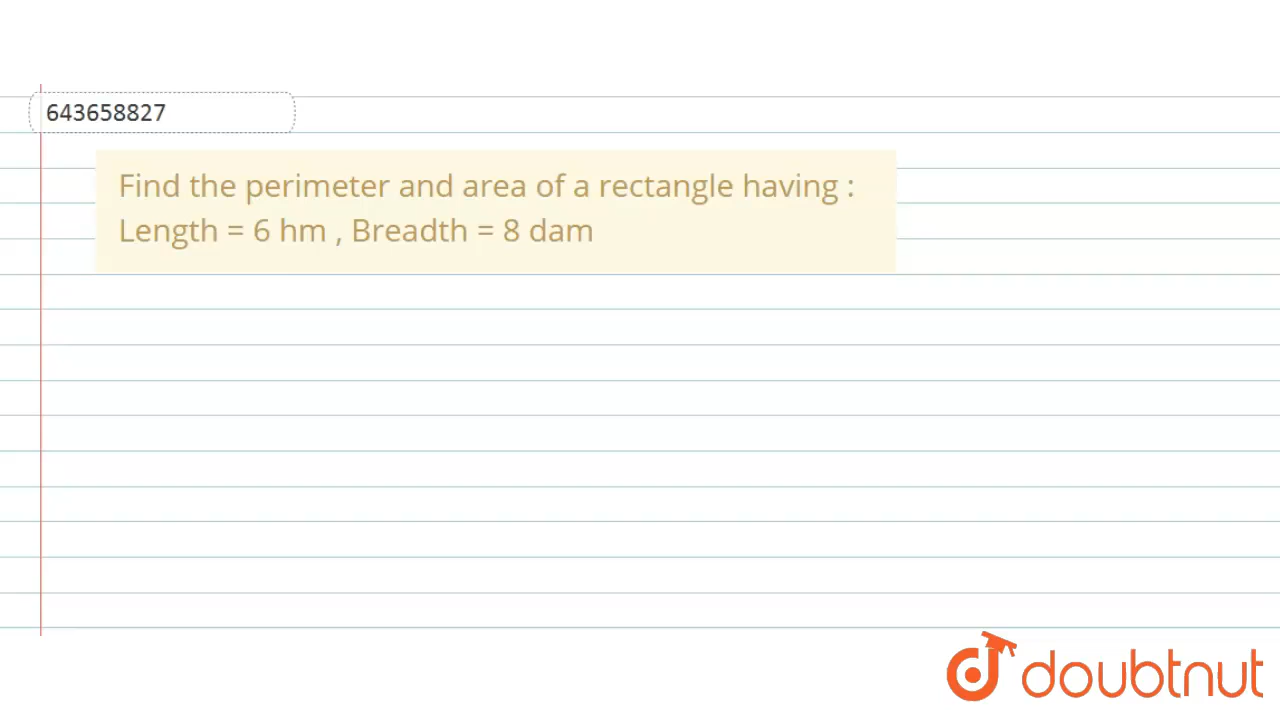 643658827
Find the perimeter and area of a rectangle having :
Length = 6 hm , Breadth = 8 dam
doubtnut